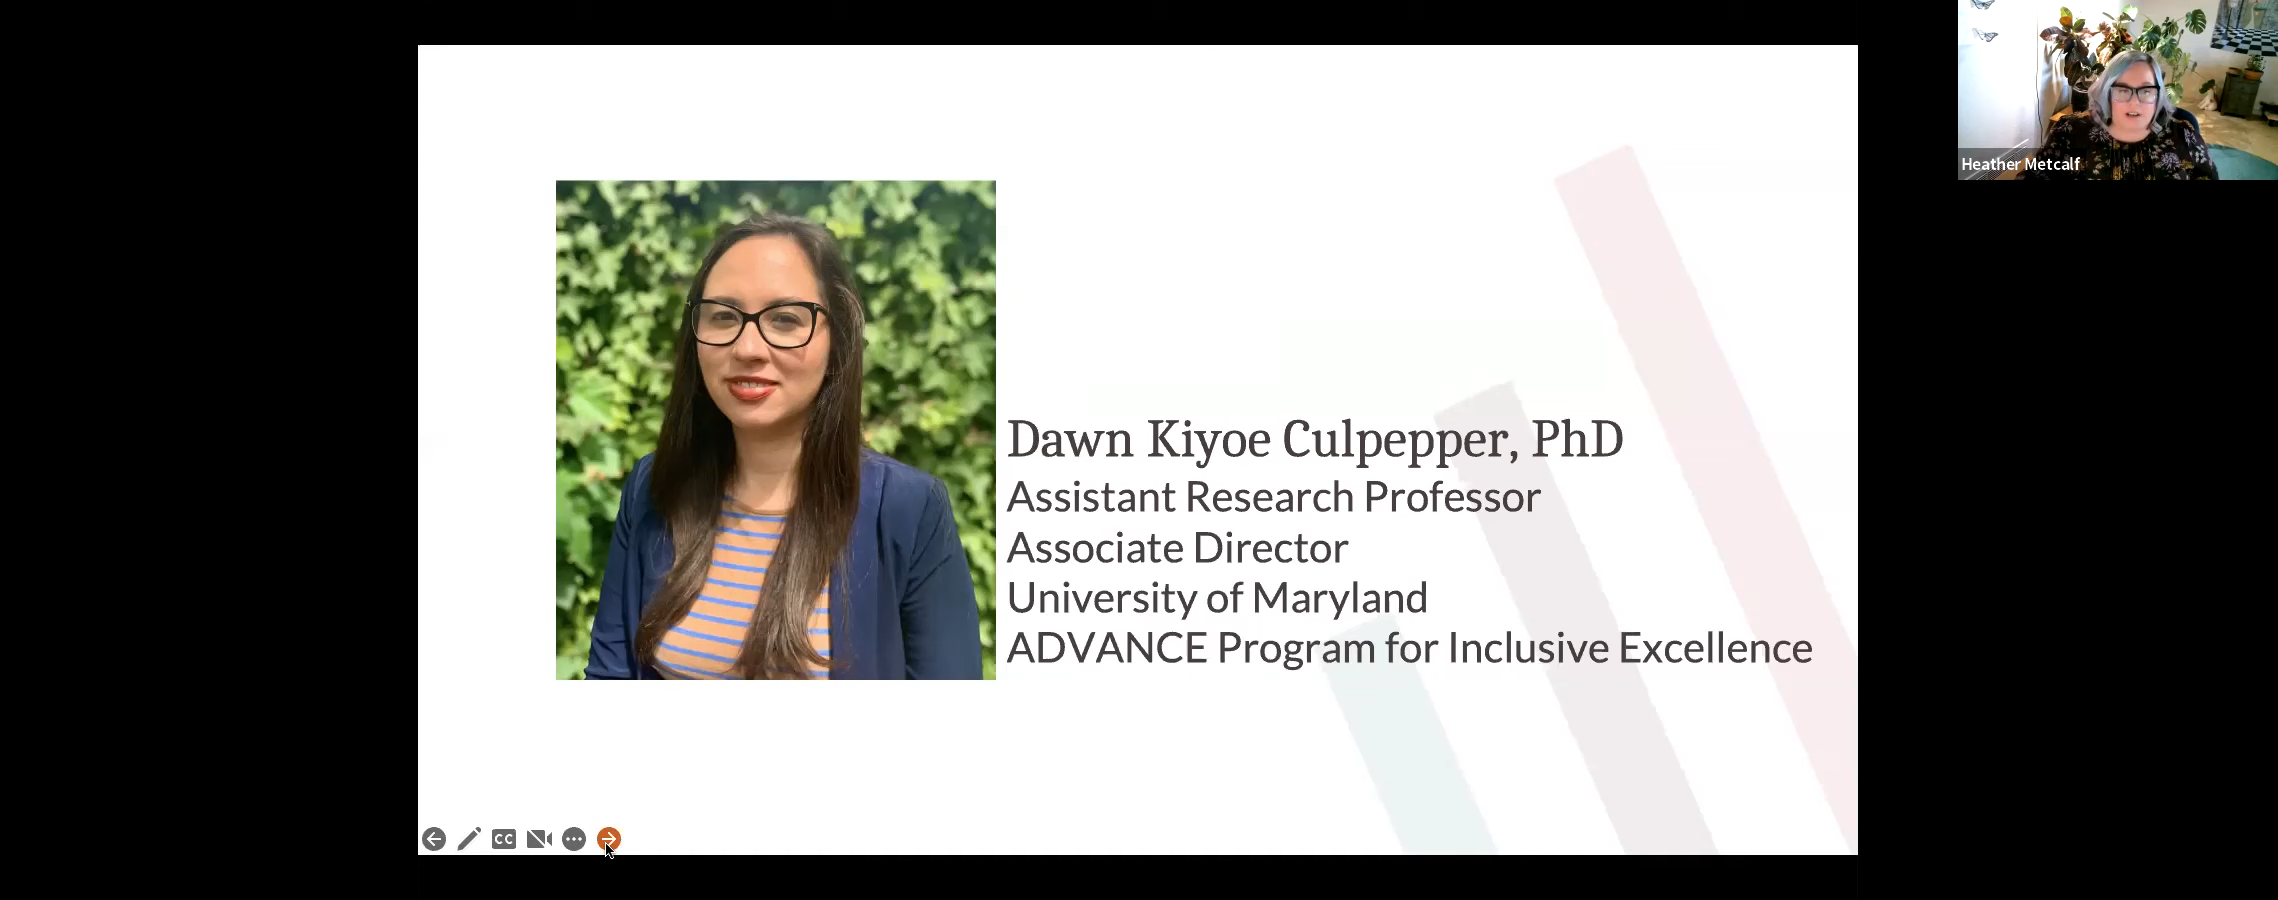 Heather Metcalf
Dawn Kiyoe Culpepper, PhD
Assistant Research Professor
Associate Director
University of Maryland
ADVANCE Program for Inclusive Excellence
CC